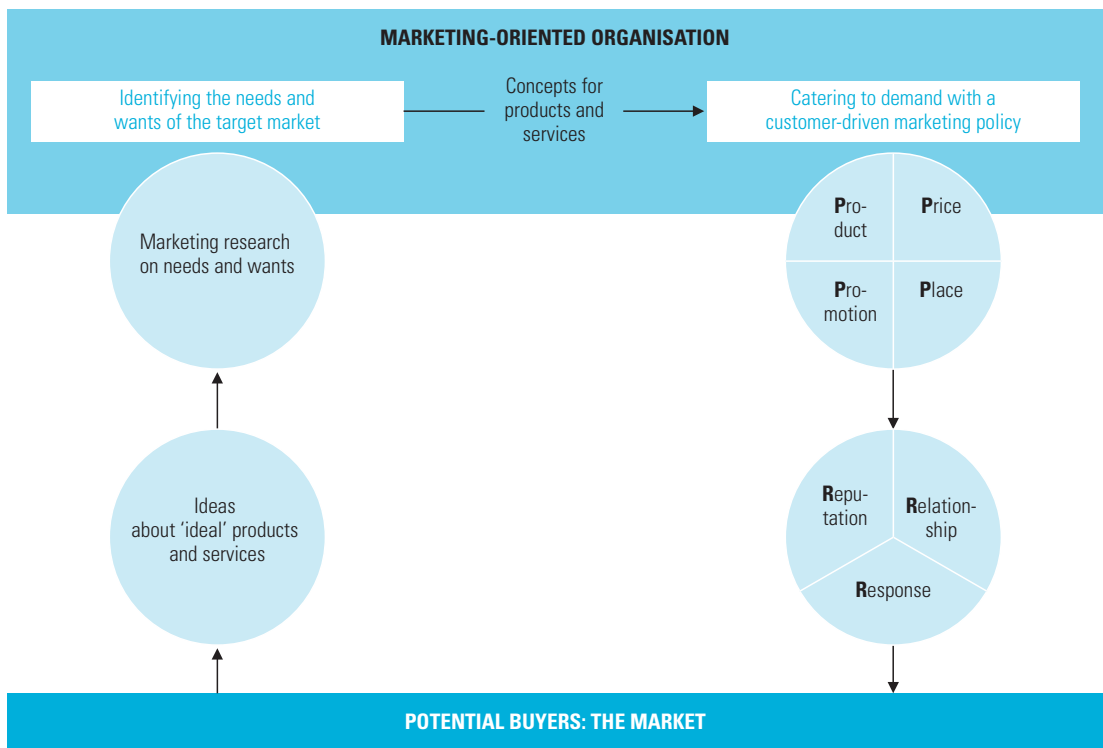 MARKETING-ORIENTED ORGANISATION
Identifying the needs and
wants of the target market
Concepts for
products and
services
Catering to demand with a
customer-driven marketing policy
Marketing research
on needs and wants
Pro-
duct
Price
Pro-
motion
Place
Ideas
about ‘ideal’ products
and services
Repu-
tation
Relation-
ship
Response
POTENTIAL BUYERS: THE MARKET